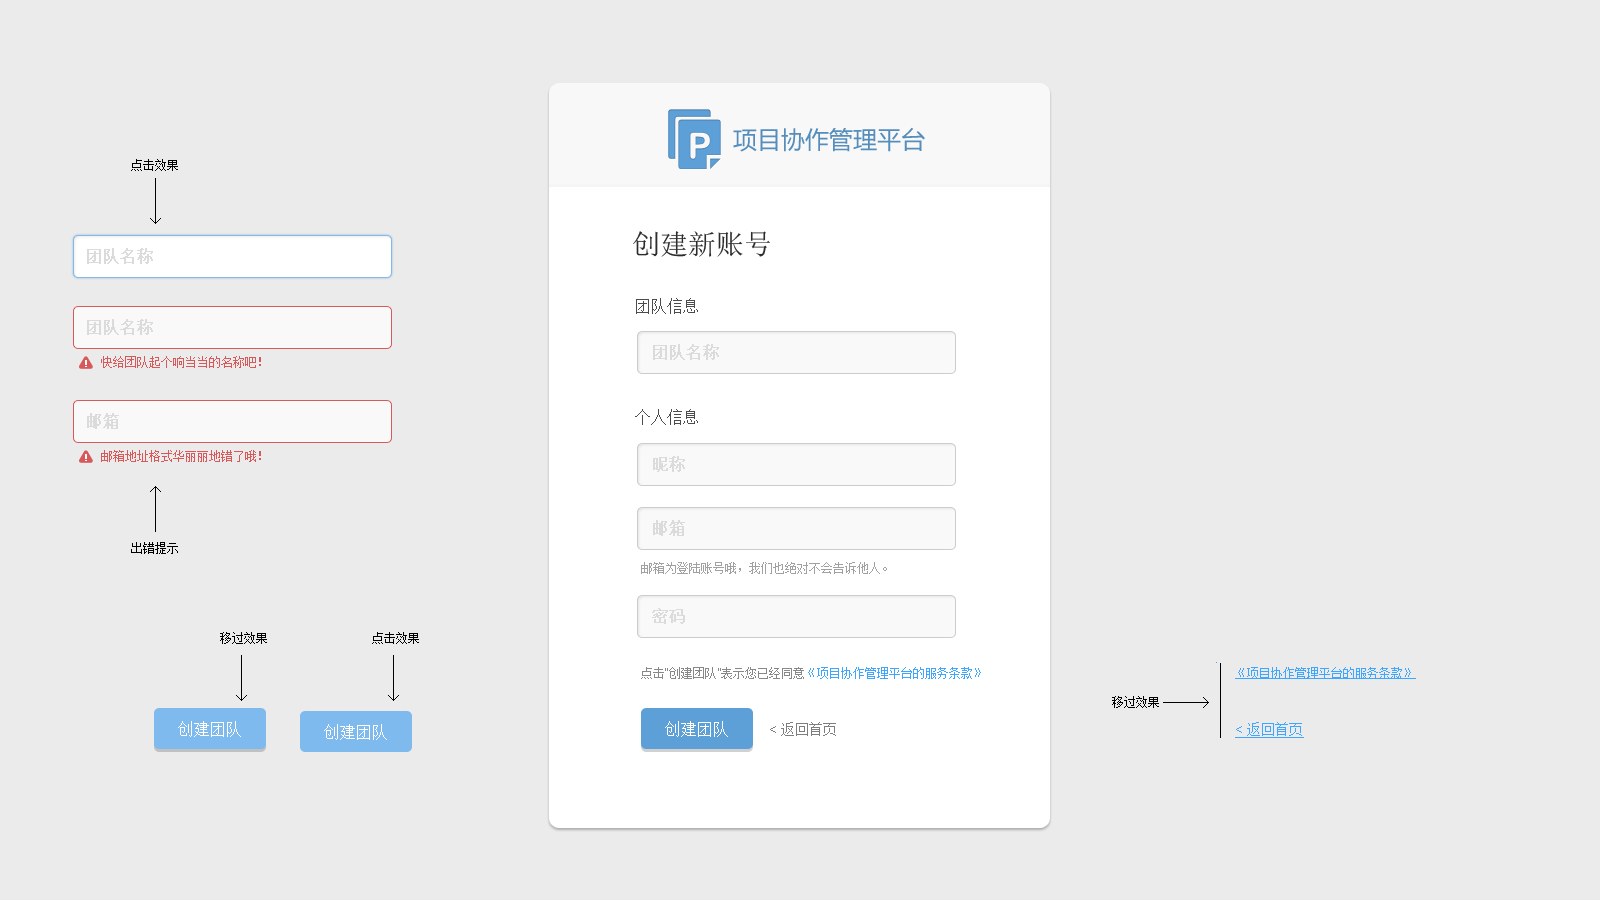 点击效果
团队名称
团队名称
快给团队起个响当当的名称吧!
邮箱
邮箱地址格式华丽丽地错了哦!
出错提示
移过效果
点击效果
创建团队
创建团队
P 项目协作管理平台
创建新账号
团队信息
团队名称
个人信息
昵称
邮箱
邮箱为登陆账号哦，我们也绝对不会告诉他人。
密码
点击"创建团队"表示您已经同意《项目协作管理平台的服务条款》
创建团队
< 返回首页
移过效果
《项目协作管理平台的服务条款》
< 返回首页